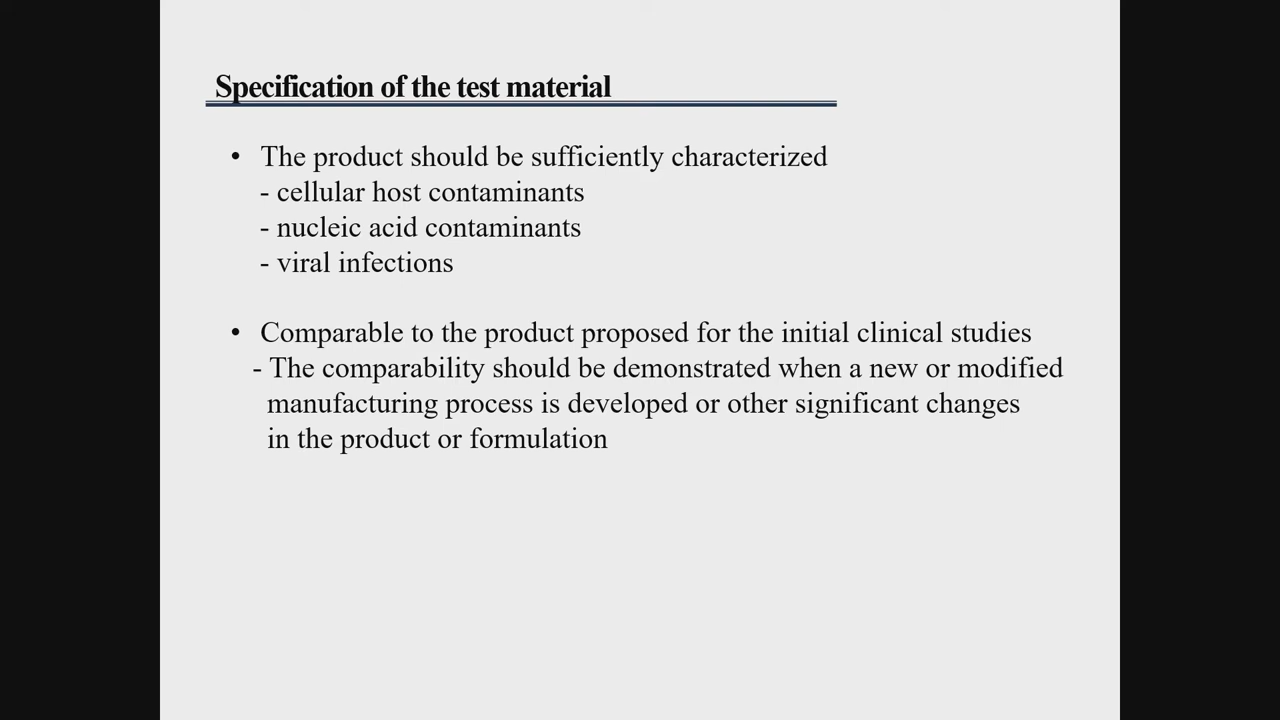 Specification of the test material
• The product should be sufficiently characterized
- cellular host contaminants
- nucleic acid contaminants
- viral infections
• Comparable to the product proposed for the initial clinical studies
- The comparability should be demonstrated when a new or modified
manufacturing process is developed or other significant changes
in the product or formulation